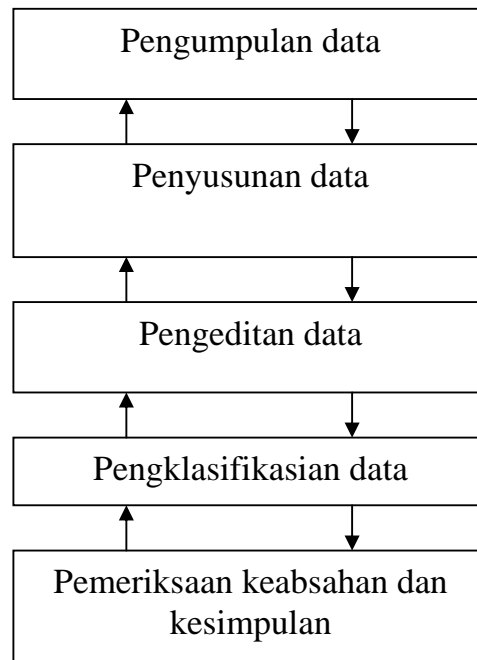 Pengumpulan data
Penyusunan data
Pengeditan data
Pengklasifikasian data
Pemeriksaan keabsahan dan
kesimpulan